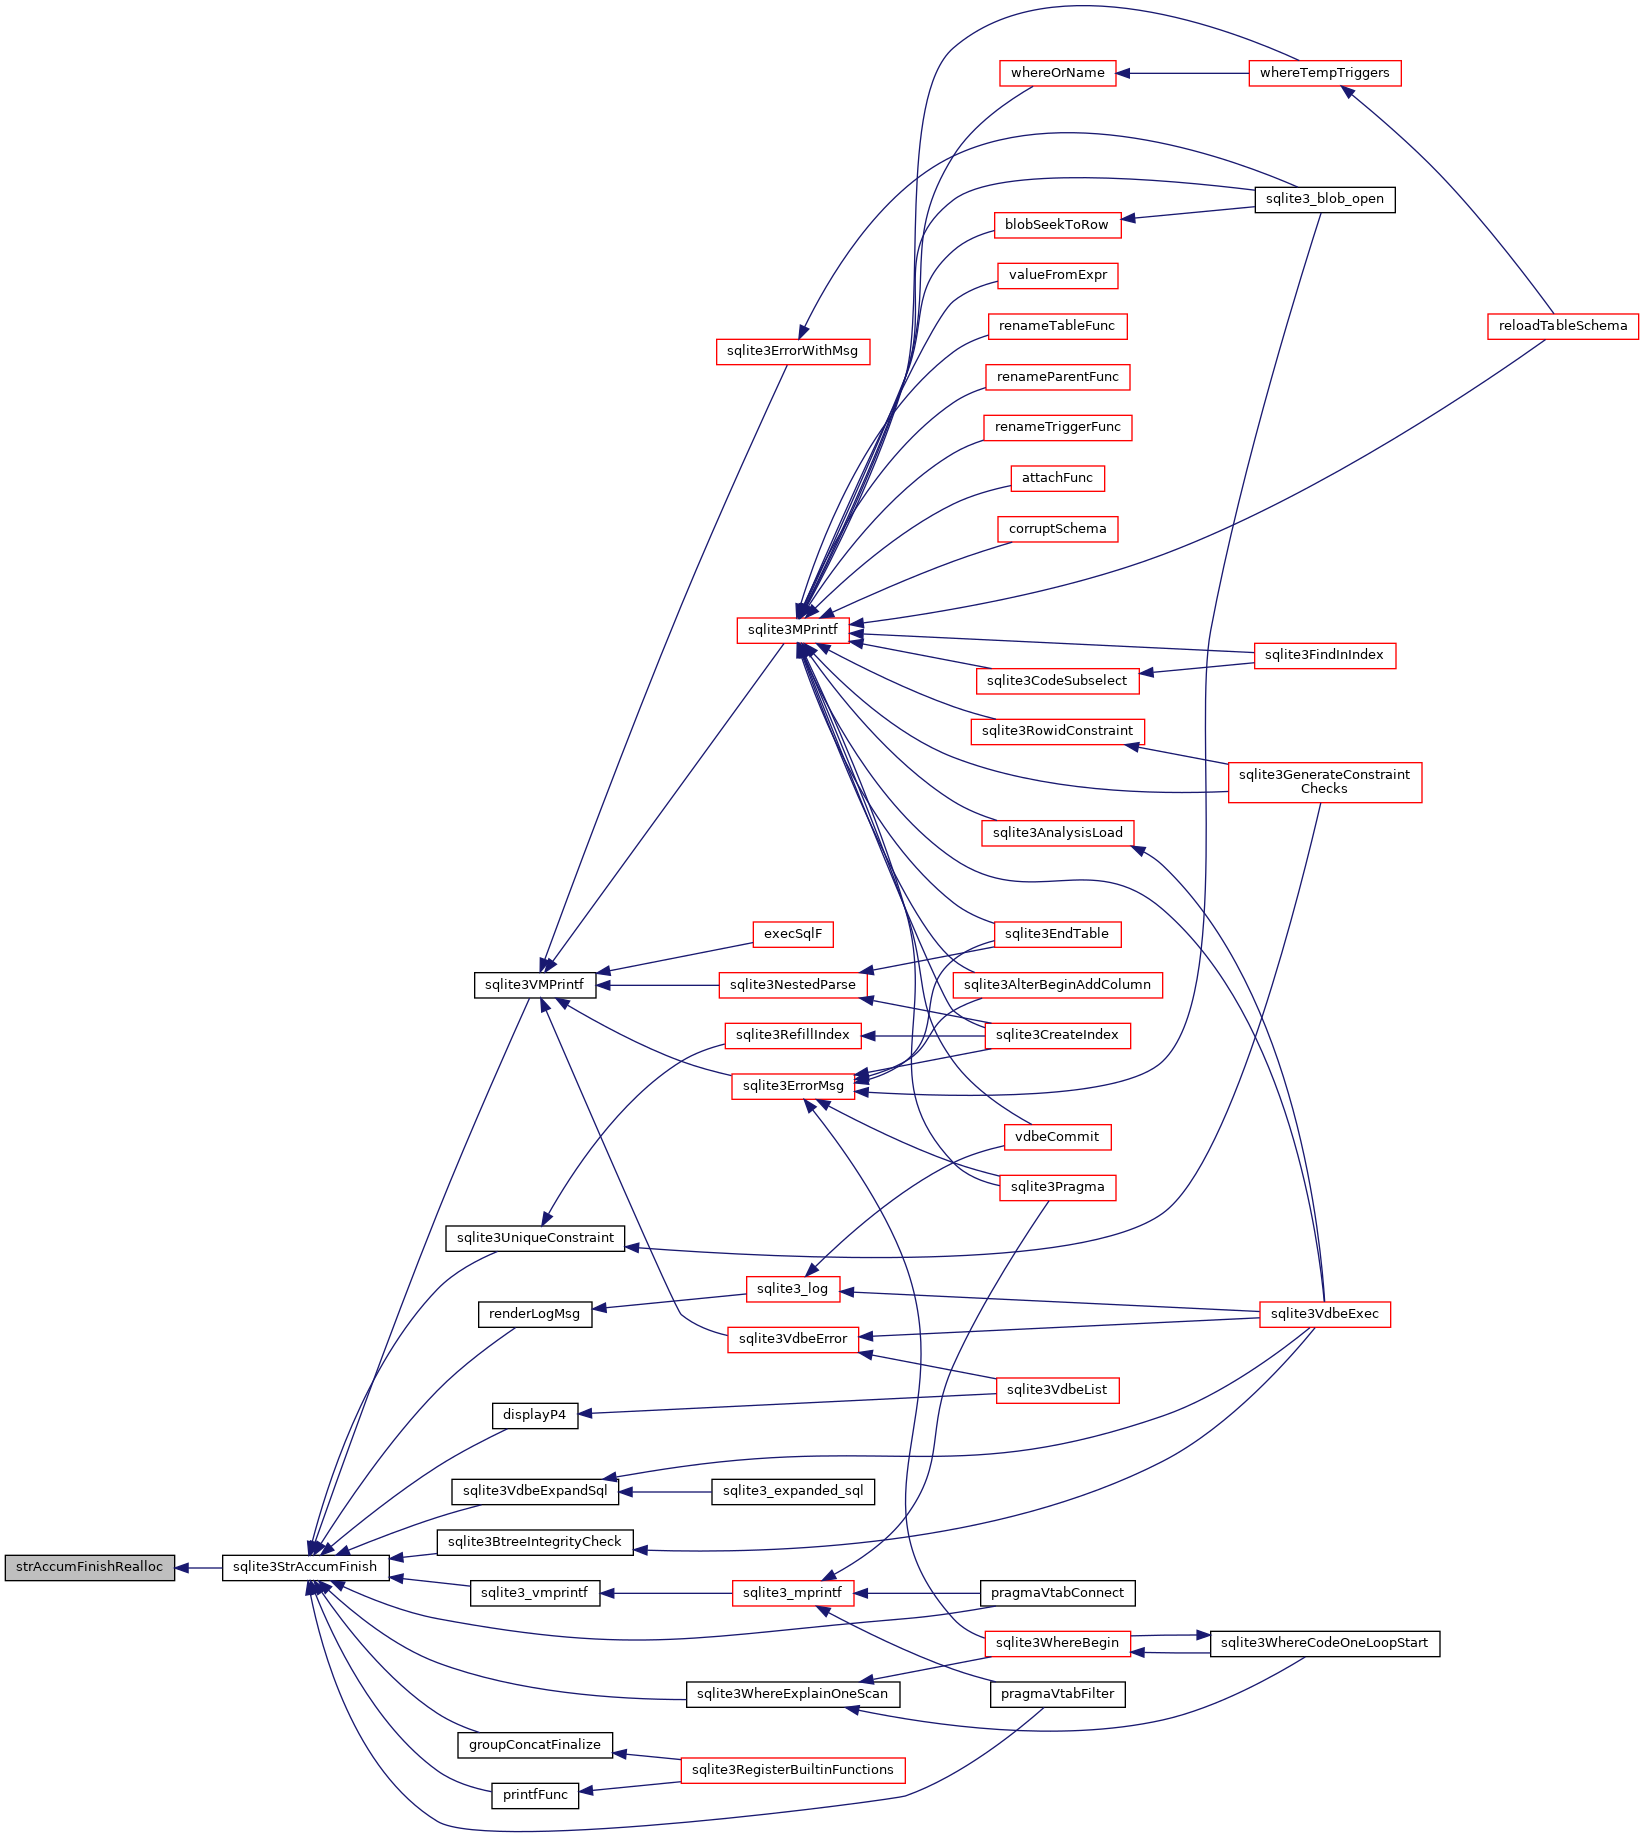 whereOrName
whereTempTriggers
sqlite3_blob_open
blobSeekToRow
valueFromExpr
renameTableFunc
reloadTableSchema
sqlite3ErrorWithMsg
renameParentFunc
renameTriggerFunc
attachFunc
corruptSchema
sqlite3MPrintf
sqlite3FindInIndex
sqlite3CodeSubselect
sqlite3RowidConstraint
sqlite3GenerateConstraint
Checks
sqlite3AnalysisLoad
execSqlF
sqlite3EndTable
sqlite3VMPrintf
sqlite3NestedParse
sqlite3AlterBeginAddColumn
sqlite3RefillIndex
sqlite3CreateIndex
sqlite3ErrorMsg
vdbeCommit
sqlite3Pragma
sqlite3UniqueConstraint
sqlite3_log
renderLogMsg
sqlite3VdbeExec
sqlite3VdbeError
sqlite3VdbeList
displayP4
sqlite3VdbeExpandSql
sqlite3_expanded_sql
sqlite3BtreeIntegrityCheck
strAccumFinishRealloc
sqlite3StrAccumFinish
sqlite3_vmprintf
sqlite3_mprintf
pragmaVtabConnect
sqlite3WhereBegin
sqlite3WhereCodeOneLoopStart
sqlite3WhereExplainOneScan
pragmaVtabFilter
groupConcatFinalize
sqlite3RegisterBuiltinFunctions
printfFunc